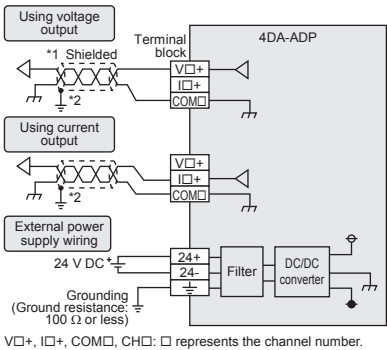 Using voltage
output
*1 Shielded
Terminal
block
4DA-ADP
V□+
I□+
COM□
*2
Using current
output
V□+
I□+
COM□
*2
External power
supply wiring
24 V DC
24+
24-
Filter
DC/DC
converter
Grounding
(Ground resistance:
100 Ω or less)
V□+, I□+, COM□, CH□: □ represents the channel number.